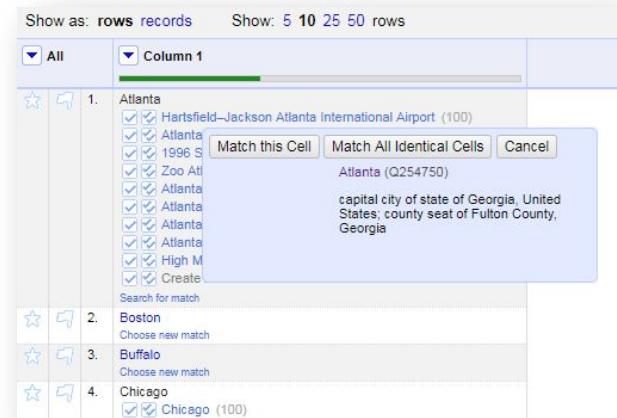 Show as: rows records Show: 5 10 25 50 rows
All Column 1
1. Atlanta
Hartsfield–Jackson Atlanta International Airport (100)
Atlanta
1996 S
Zoo Atl
Atlanta
Atlanta
Atlanta
Atlanta
High M
Create
Search for match
Match this Cell Match All Identical Cells Cancel
Atlanta (Q254750)
capital city of state of Georgia, United
States; county seat of Fulton County,
Georgia
2. Boston
Choose new match
3. Buffalo
Choose new match
4. Chicago
Chicago (100)